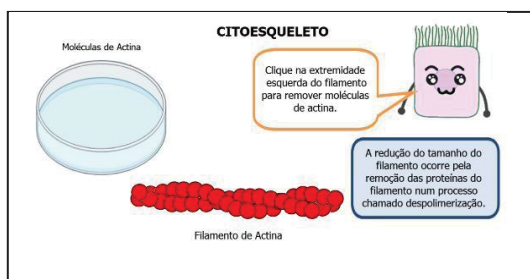 CITOESQUELETO
Moléculas de Actina
Clique na extremidade
esquerda do filamento
para remover moléculas
de actina.
A redução do tamanho do
filamento ocorre pela
remoção das proteínas do
filamento num processo
chamado despolimerização.
Filamento de Actina